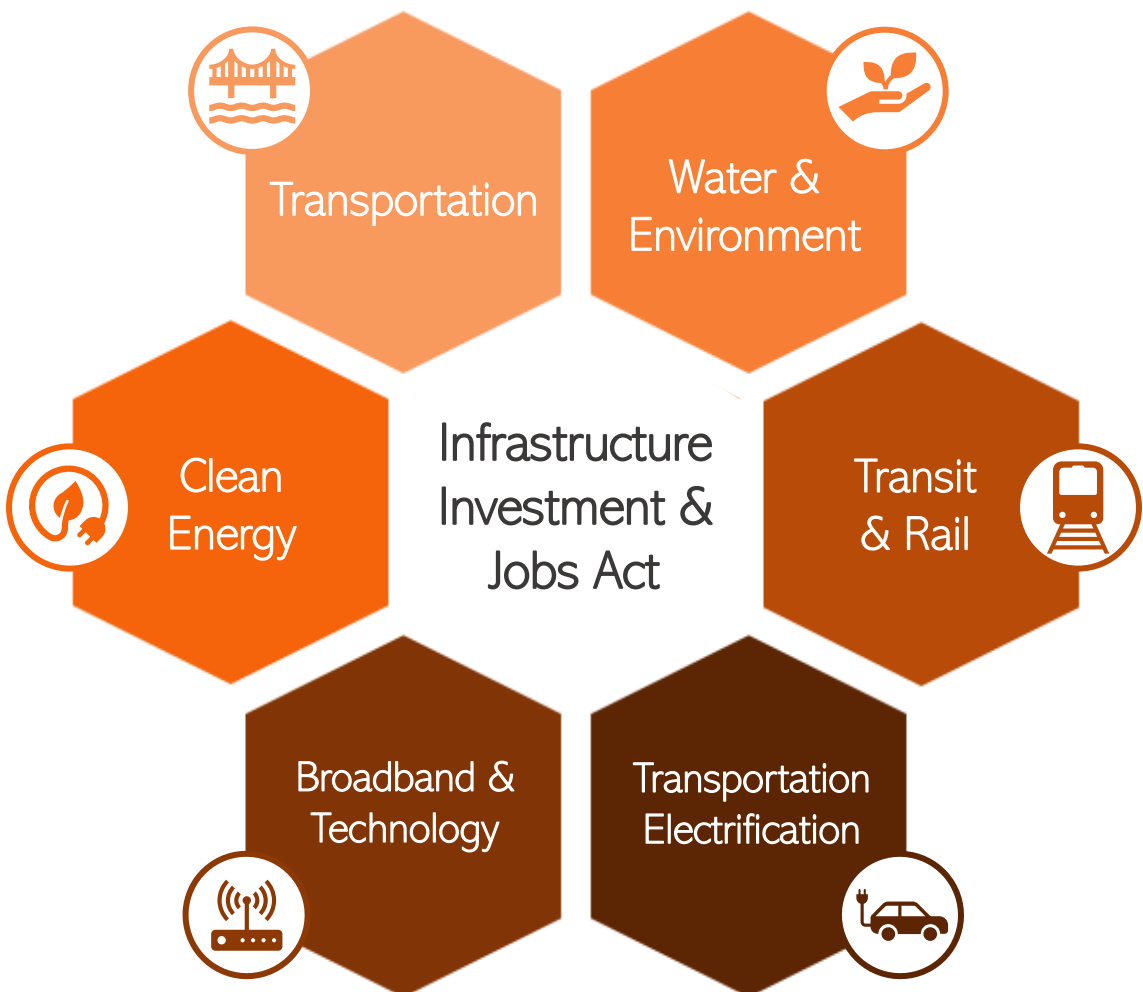 Transportation
Water &
Environment
Clean
Energy
Infrastructure
Investment &
Jobs Act
Transit
& Rail
Broadband &
Technology
Transportation
Electrification